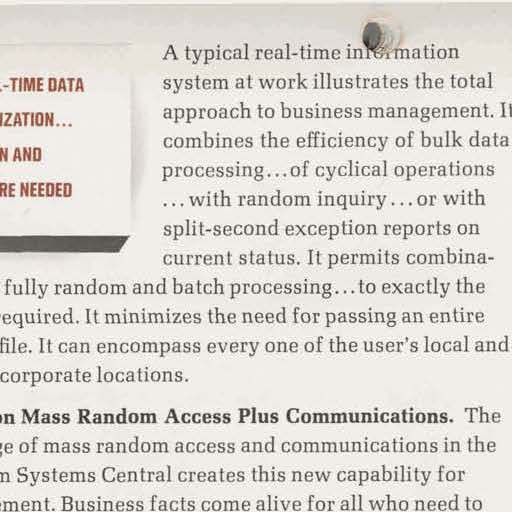 -TIME DATA
IZATION...
N AND
RE NEEDED
A typical real-time information
system at work illustrates the total
approach to business management. It
combines the efficiency of bulk data
processing...of cyclical operations
...with random inquiry...or with
split-second exception reports on
current status. It permits combina-
fully random and batch processing...to exactly the
equired. It minimizes the need for passing an entire
file. It can encompass every one of the user's local and
corporate locations.
on Mass Random Access Plus Communications. The
ge of mass random access and communications in the
m Systems Central creates this new capability for
ement. Business facts come alive for all who need to